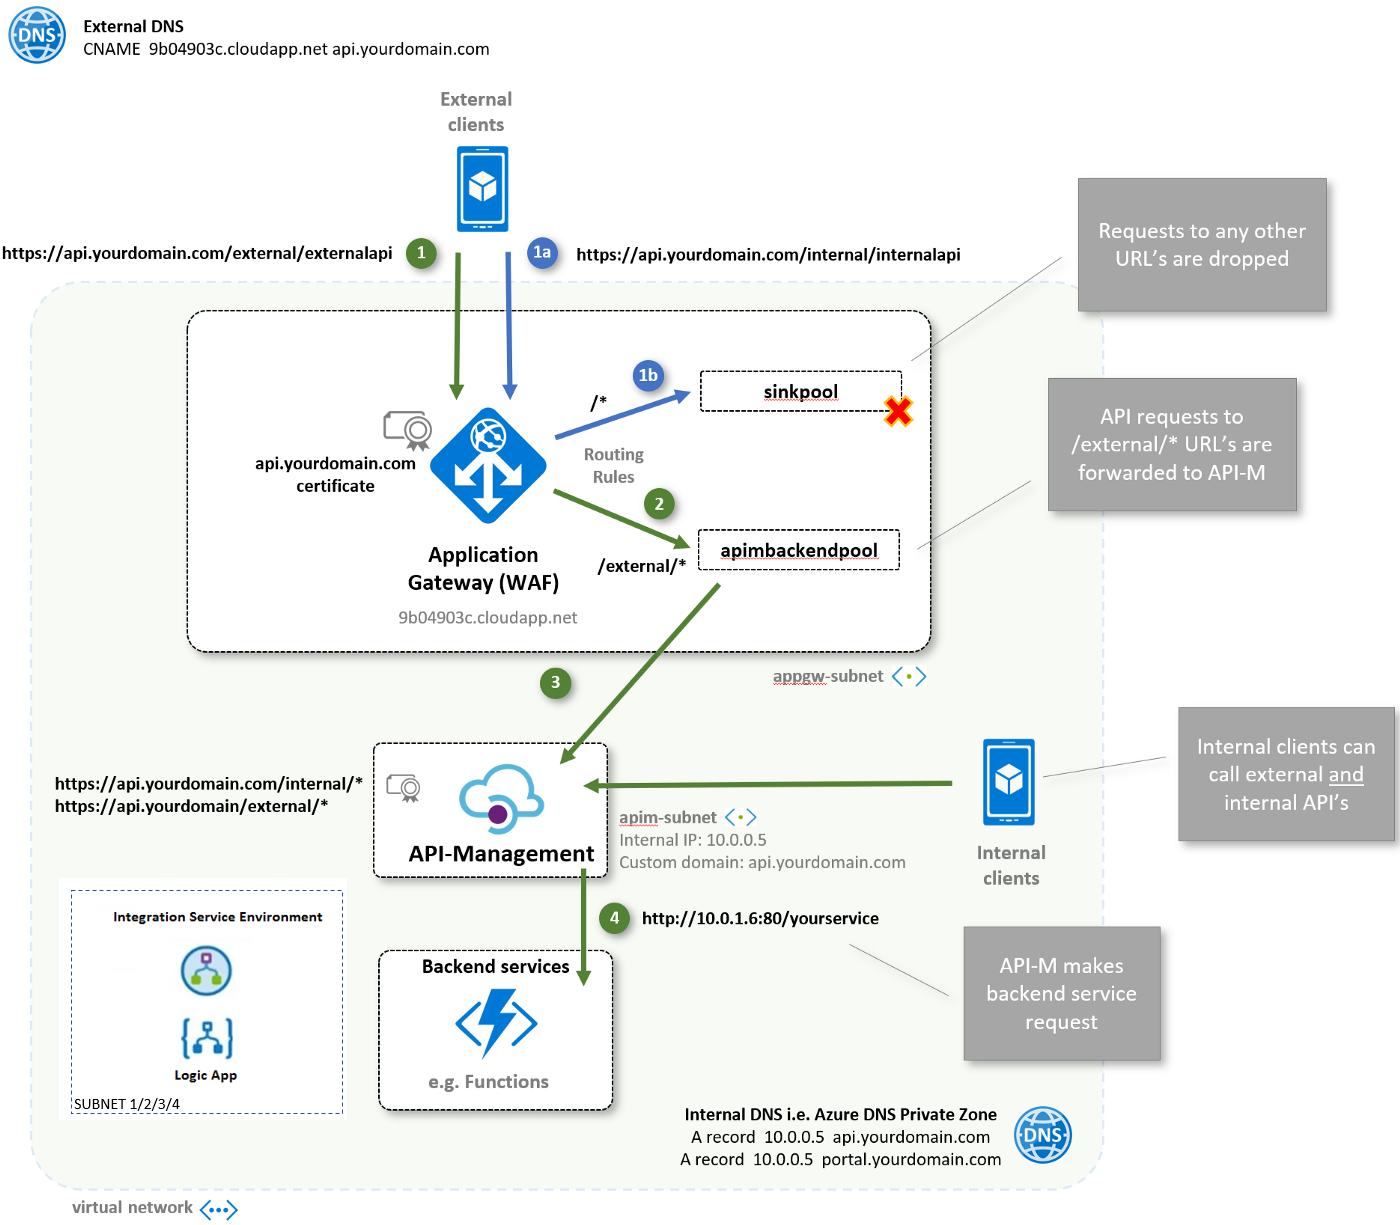 DNS
External DNS
CNAME 9b04903c.cloudapp.net api.yourdomain.com
External
clients
https://api.yourdomain.com/external/externalapi
1
1a
https://api.yourdomain.com/internal/internalapi
Requests to any other
URL's are dropped
1b
/*
sinkpool
Routing
Rules
api.yourdomain.com
certificate
2
API requests to
/external/* URL's are
forwarded to API-M
apimbackendpool
/external/*
Application
Gateway (WAF)
9b04903c.cloudapp.net
3
appgw-subnet
https://api.yourdomain.com/internal/*
https://api.yourdomain/external/*
API-Management
apim-subnet
Internal IP: 10.0.0.5
Custom domain: api.yourdomain.com
Internal
clients
Internal clients can
call external and
internal API's
4
http://10.0.1.6:80/yourservice
API-M makes
backend service
request
Integration Service Environment
Logic App
SUBNET 1/2/3/4
Backend services
e.g. Functions
Internal DNS i.e. Azure DNS Private Zone
A record 10.0.0.5 api.yourdomain.com
A record 10.0.0.5 portal.yourdomain.com
DNS
virtual network